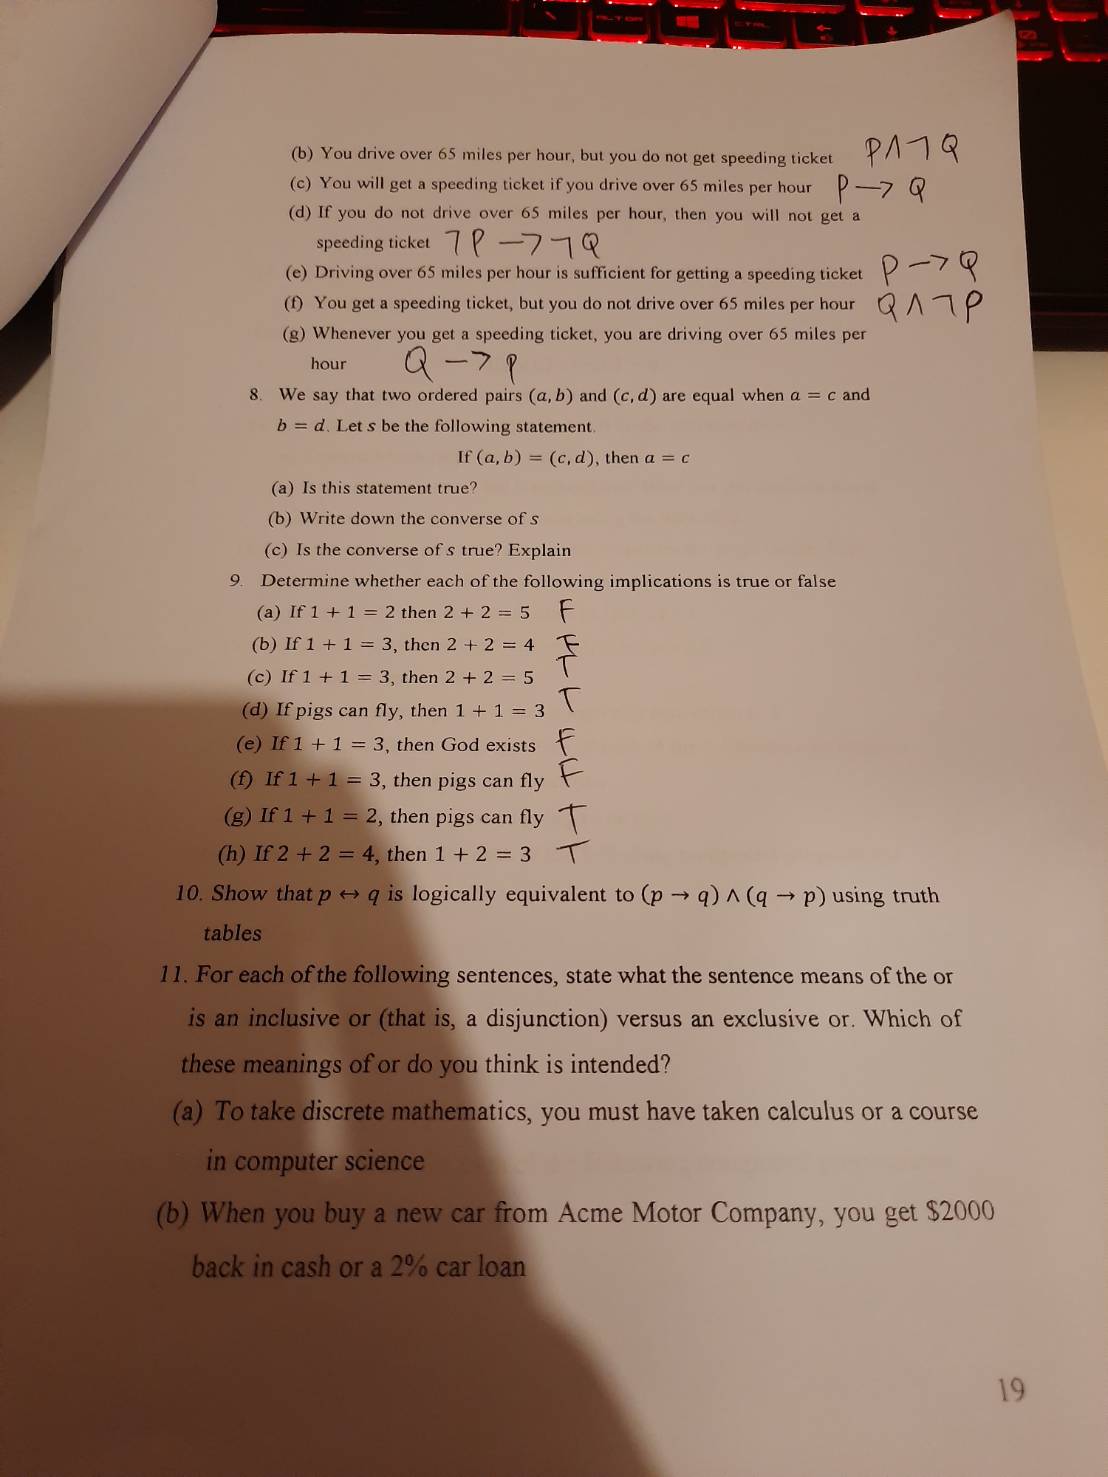 (b) You drive over 65 miles per hour, but you do not get speeding ticket P∧¬Q
(c) You will get a speeding ticket if you drive over 65 miles per hour P→Q
(d) If you do not drive over 65 miles per hour, then you will not get a
speeding ticket ¬P→¬Q
(e) Driving over 65 miles per hour is sufficient for getting a speeding ticket P→Q
(f) You get a speeding ticket, but you do not drive over 65 miles per hour Q∧¬P
(g) Whenever you get a speeding ticket, you are driving over 65 miles per
hour Q→P
8. We say that two ordered pairs (a, b) and (c, d) are equal when a = c and
b = d. Let s be the following statement.
If (a, b) = (c, d), then a = c
(a) Is this statement true?
(b) Write down the converse of s
(c) Is the converse of s true? Explain
9. Determine whether each of the following implications is true or false
(a) If 1 + 1 = 2 then 2 + 2 = 5 F
(b) If 1 + 1 = 3, then 2 + 2 = 4
(c) If 1 + 1 = 3, then 2 + 2 = 5 T
(d) If pigs can fly, then 1 + 1 = 3 T
(e) If 1 + 1 = 3, then God exists F
(f) If 1 + 1 = 3, then pigs can fly F
(g) If 1 + 1 = 2, then pigs can fly T
(h) If 2 + 2 = 4, then 1 + 2 = 3 T
10. Show that p ↔ q is logically equivalent to (p → q) ∧ (q → p) using truth
tables
11. For each of the following sentences, state what the sentence means of the or
is an inclusive or (that is, a disjunction) versus an exclusive or. Which of
these meanings of or do you think is intended?
(a) To take discrete mathematics, you must have taken calculus or a course
in computer science
(b) When you buy a new car from Acme Motor Company, you get $2000
back in cash or a 2% car loan
19